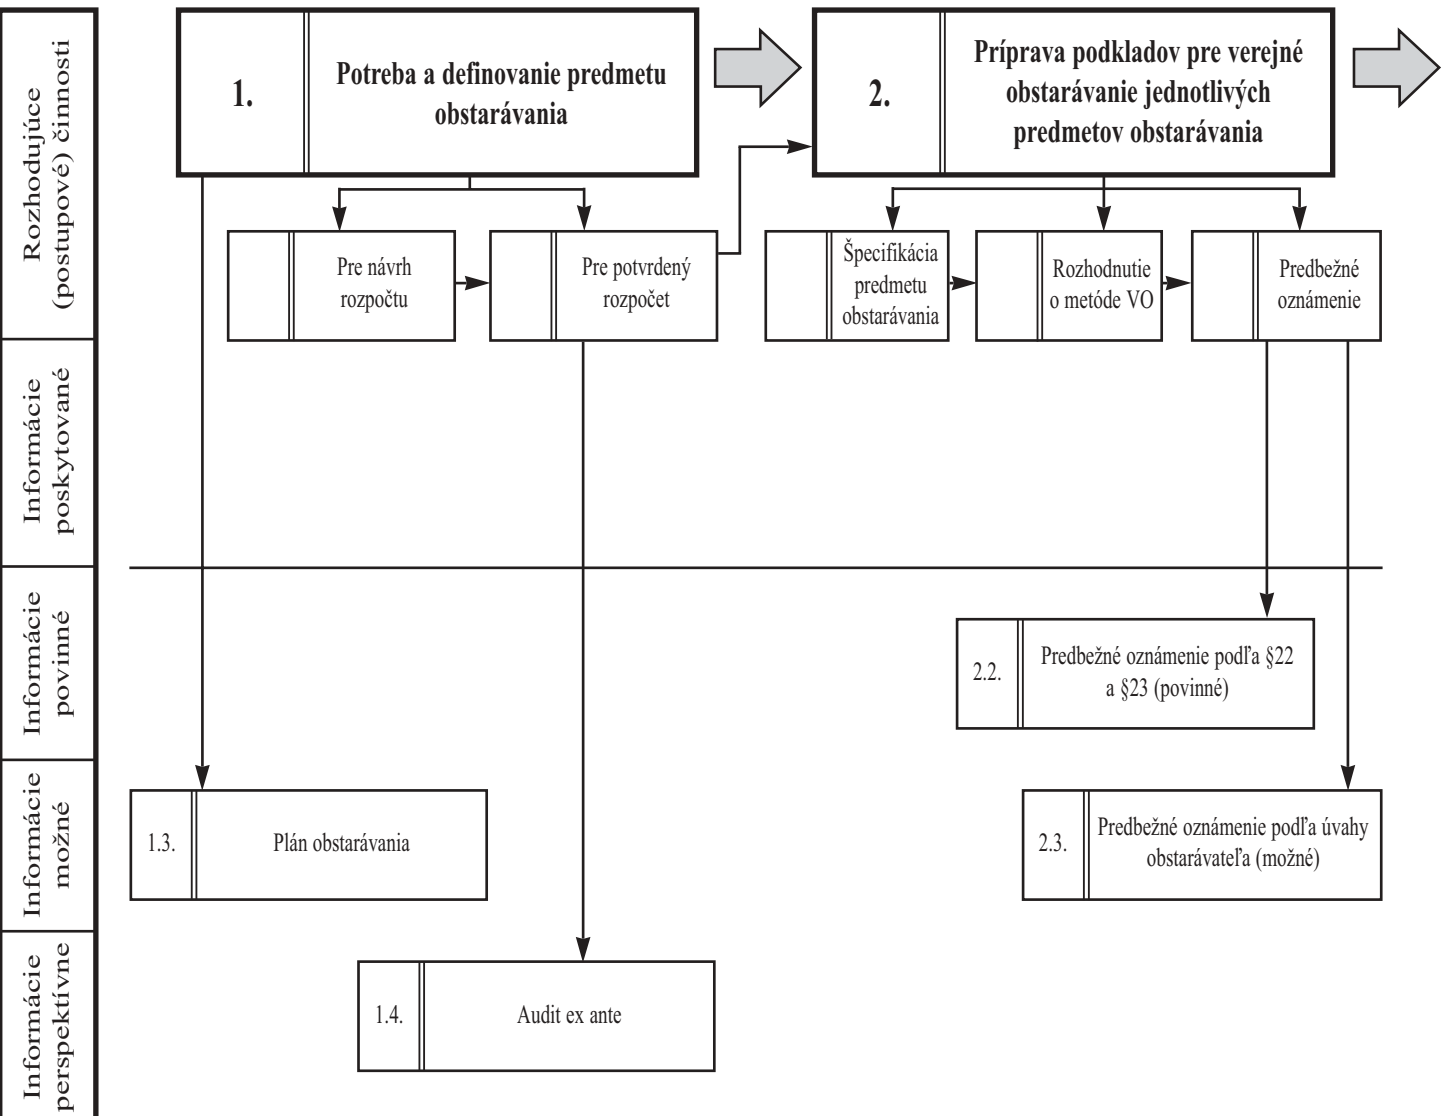 Rozhodujúce
(postupové) činnosti
1.
Potreba a definovanie predmetu
obstarávania
2.
Príprava podkladov pre verejné
obstarávanie jednotlivých
predmetov obstarávania
Pre návrh
rozpočtu
Pre potvrdený
rozpočet
Špecifikácia
predmetu
obstarávania
Rozhodnutie
o metóde VO
Predbežné
oznámenie
Informácie
poskytované
Informácie
povinné
2.2.
Predbežné oznámenie podľa §22
a §23 (povinné)
Informácie
možné
1.3.
Plán obstarávania
2.3.
Predbežné oznámenie podľa úvahy
obstarávateľa (možné)
Informácie
perspektívne
1.4.
Audit ex ante